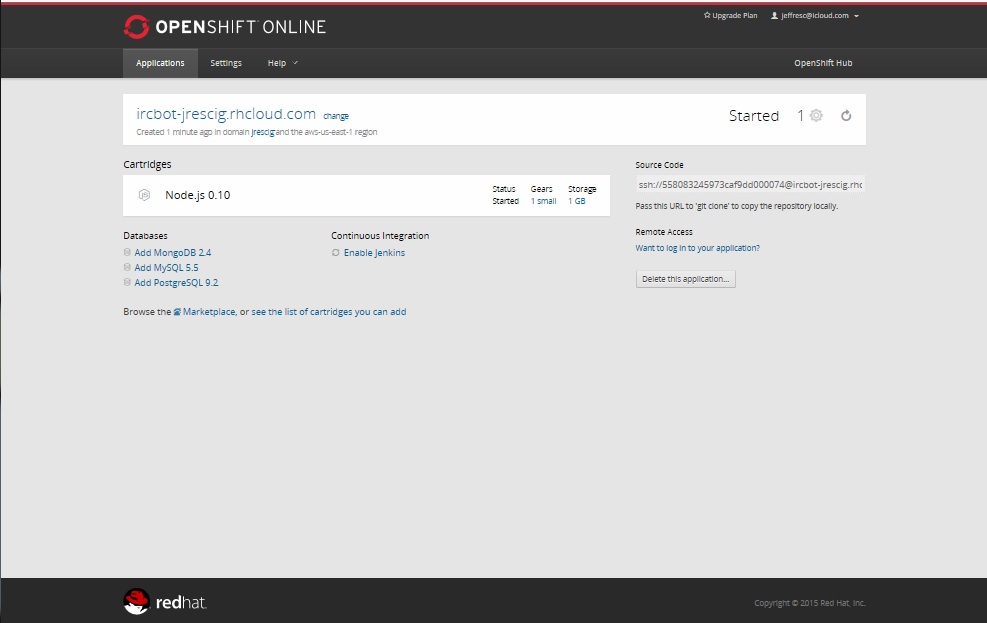 Upgrade Plan jeffresc@icloud.com
OPENSHIFT ONLINE
Applications Settings Help OpenShift Hub
ircbot-jrescig.rhcloud.com change
Started 1
Created 1 minute ago in domain jrescig and the aws-us-east-1 region
Cartridges
Node.js 0.10
Status Gears Storage
Started 1 small 1 GB
Databases
Add MongoDB 2.4
Add MySQL 5.5
Add PostgreSQL 9.2
Continuous Integration
Enable Jenkins
Browse the Marketplace, or see the list of cartridges you can add
Source Code
ssh://558083245973caf9dd000074@ircbot-jrescig.rhc
Pass this URL to 'git clone' to copy the repository locally.
Remote Access
Want to log in to your application?
Delete this application...
redhat.
Copyright © 2015 Red Hat, Inc.